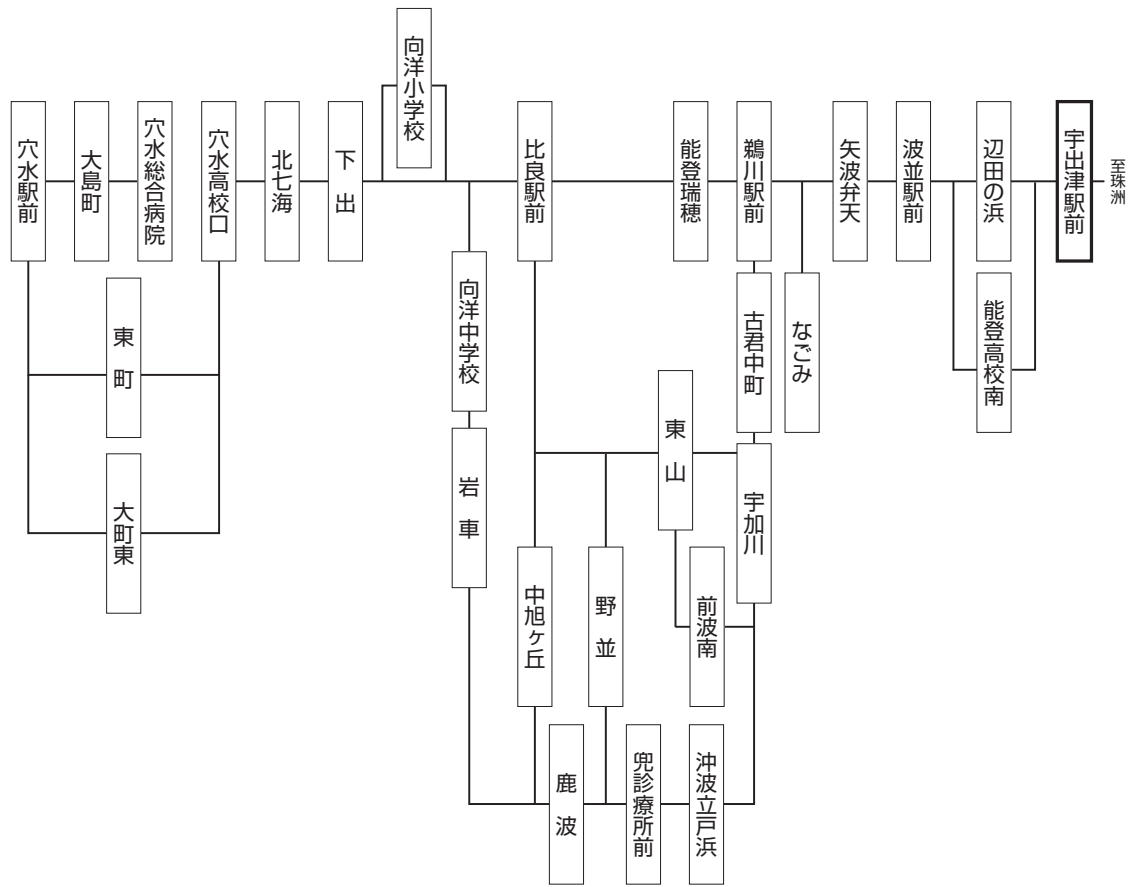 向洋小学校
穴水駅前
大島町
穴水総合病院
穴水高校口
北七海
下出
比良駅前
能登瑞穂
鵜川駅前
矢波弁天
波並駅前
辺田の浜
宇出津駅前
至珠洲
東町
大町東
向洋中学校
岩車
古君中町
なごみ
能登高校南
東山
宇加川
中旭ヶ丘
野並
前波南
鹿波
兜診療所前
沖波立戸浜